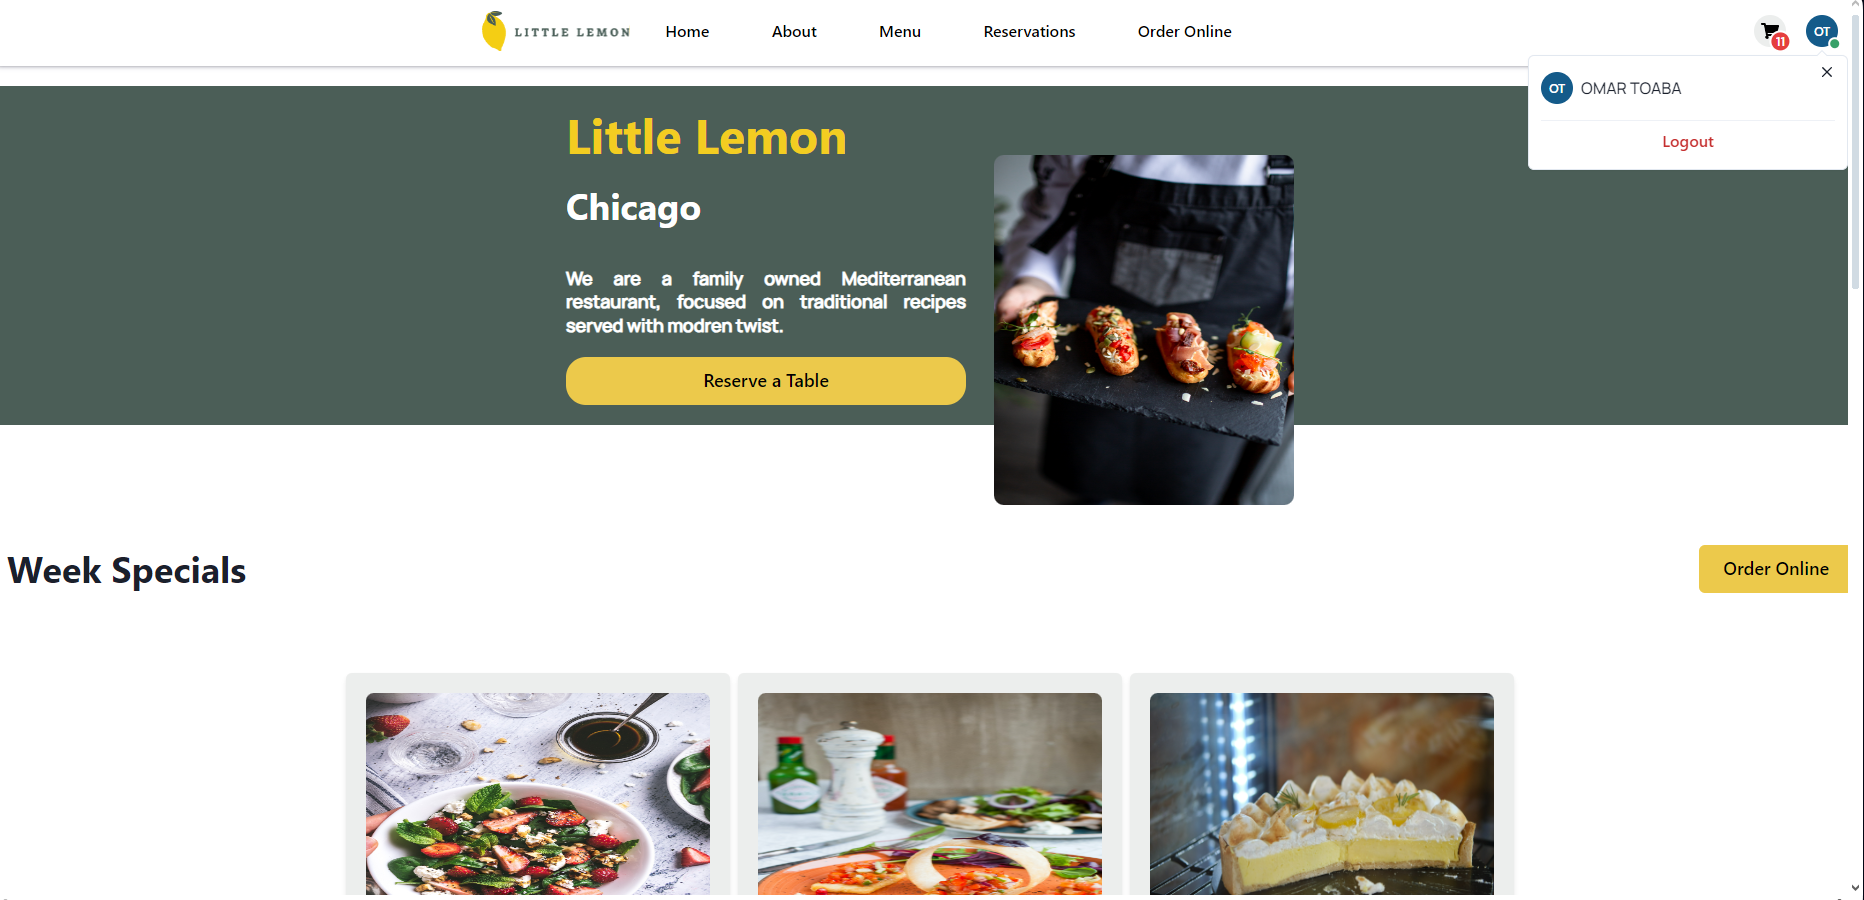 LITTLE LEMON
Home
About
Menu
Reservations
Order Online
11
OT
OT
OMAR TOABA
Logout
Little Lemon
Chicago
We are a family owned Mediterranean
restaurant, focused on traditional recipes
served with modren twist.
Reserve a Table
Week Specials
Order Online